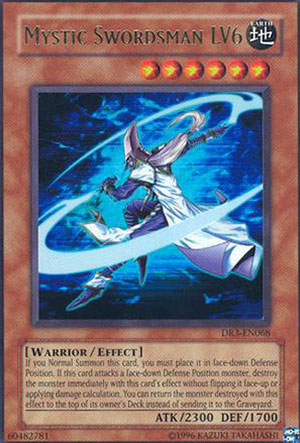 MYSTIC SWORDSMAN LV6
EARTH
地
DR3-EN068
[WARRIOR / EFFECT]
If you Normal Summon this card, you must place it in face-down Defense
Position. If this card attacks a face-down Defense Position monster, destroy
the monster immediately with this card's effect without flipping it face-up or
applying damage calculation. You can return the monster destroyed with this
effect to the top of its owner's Deck instead of sending it to the Graveyard.
ATK/2300 DEF/1700
60482781
©1996 KAZUKI TAKAHASHI